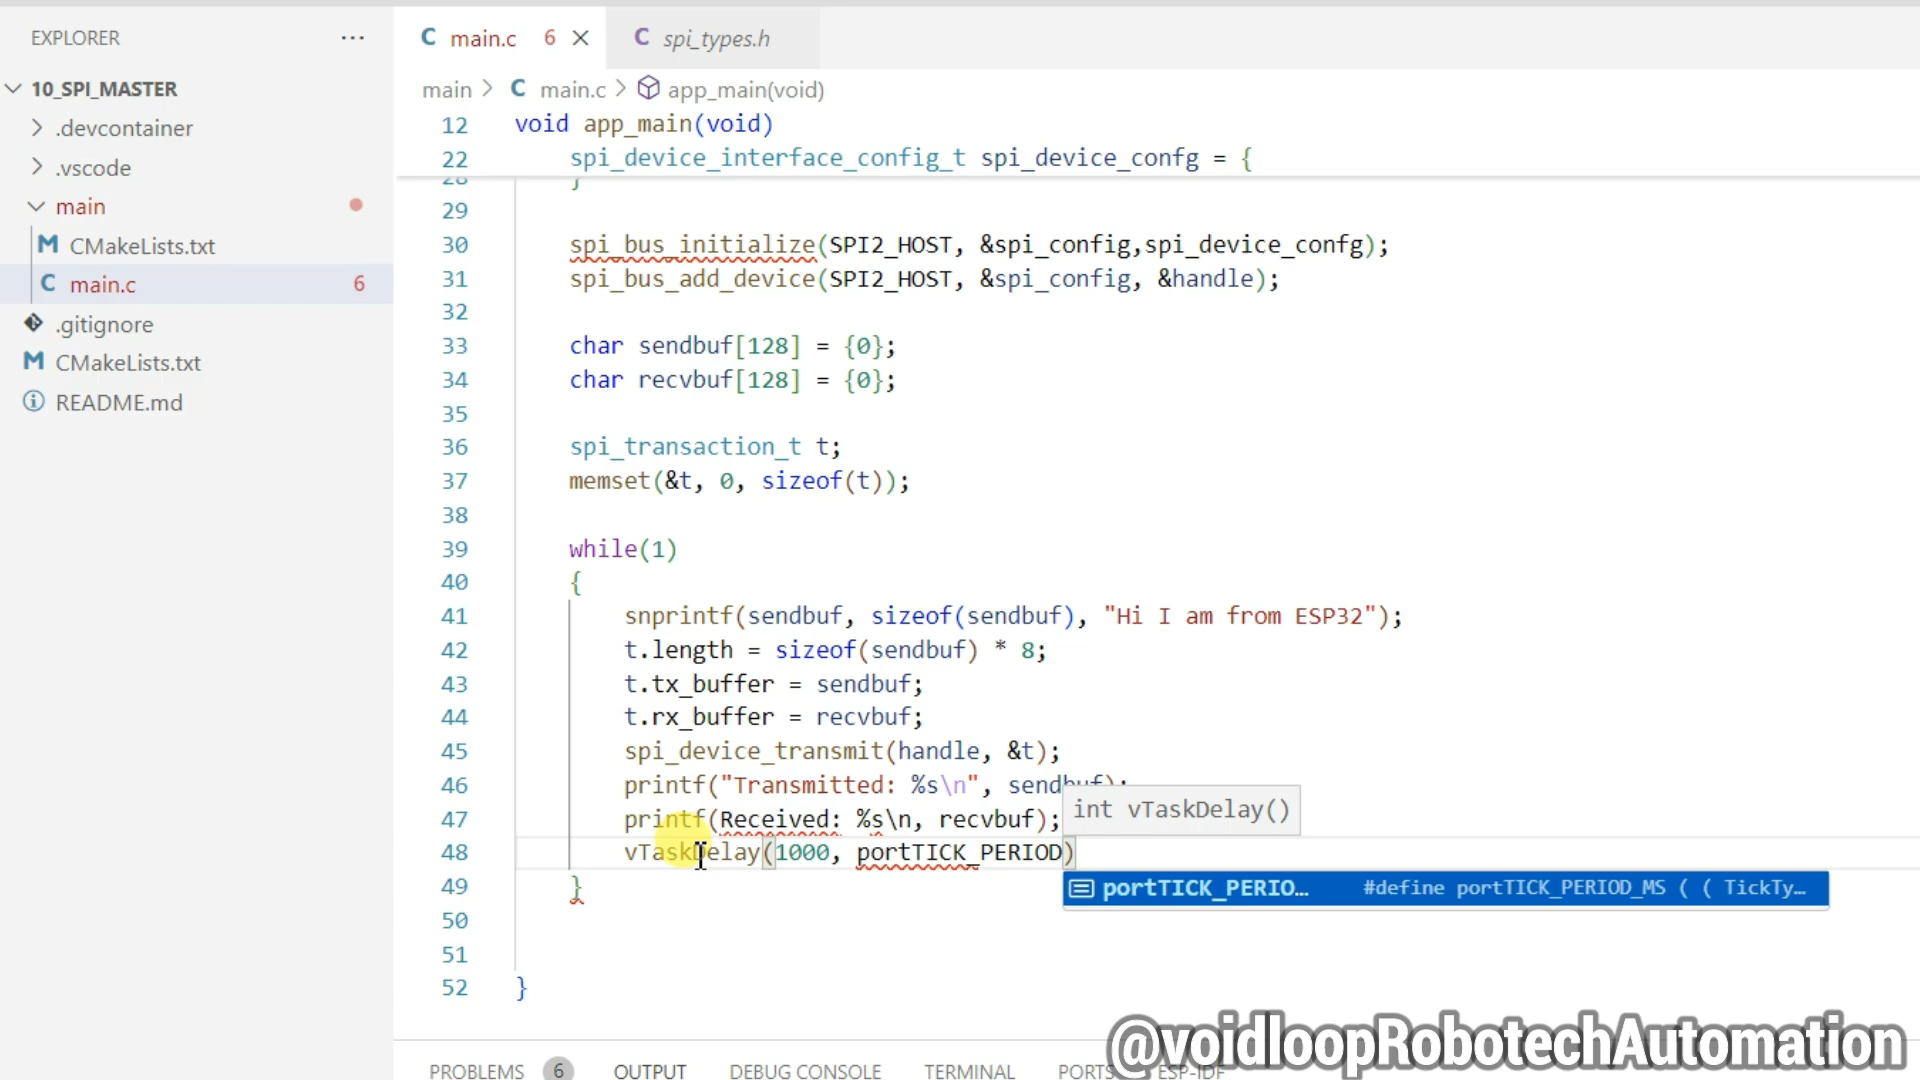 EXPLORER
...
10_SPI_MASTER
.devcontainer
.vscode
main
CMakeLists.txt
main.c 6
.gitignore
CMakeLists.txt
README.md
main.c 6
spi_types.h
main > main.c > app_main(void)
12 void app_main(void)
22 spi_device_interface_config_t spi_device_confg = {
28 }
29
30 spi_bus_initialize(SPI2_HOST, &spi_config,spi_device_confg);
31 spi_bus_add_device(SPI2_HOST, &spi_config, &handle);
32
33 char sendbuf[128] = {0};
34 char recvbuf[128] = {0};
35
36 spi_transaction_t t;
37 memset(&t, 0, sizeof(t));
38
39 while(1)
40 {
41 snprintf(sendbuf, sizeof(sendbuf), "Hi I am from ESP32");
42 t.length = sizeof(sendbuf) * 8;
43 t.tx_buffer = sendbuf;
44 t.rx_buffer = recvbuf;
45 spi_device_transmit(handle, &t);
46 printf("Transmitted: %s\n", sendbuf);
47 printf(Received: %s\n, recvbuf);
int vTaskDelay()
48 vTaskDelay(1000, portTICK_PERIOD)
portTICK_PERIO... #define portTICK_PERIOD_MS ( ( TickTy...
49 }
50
51
52 }
@voidloopRobotechAutomation
PROBLEMS 6 OUTPUT DEBUG CONSOLE TERMINAL PORTS ESP-IDF